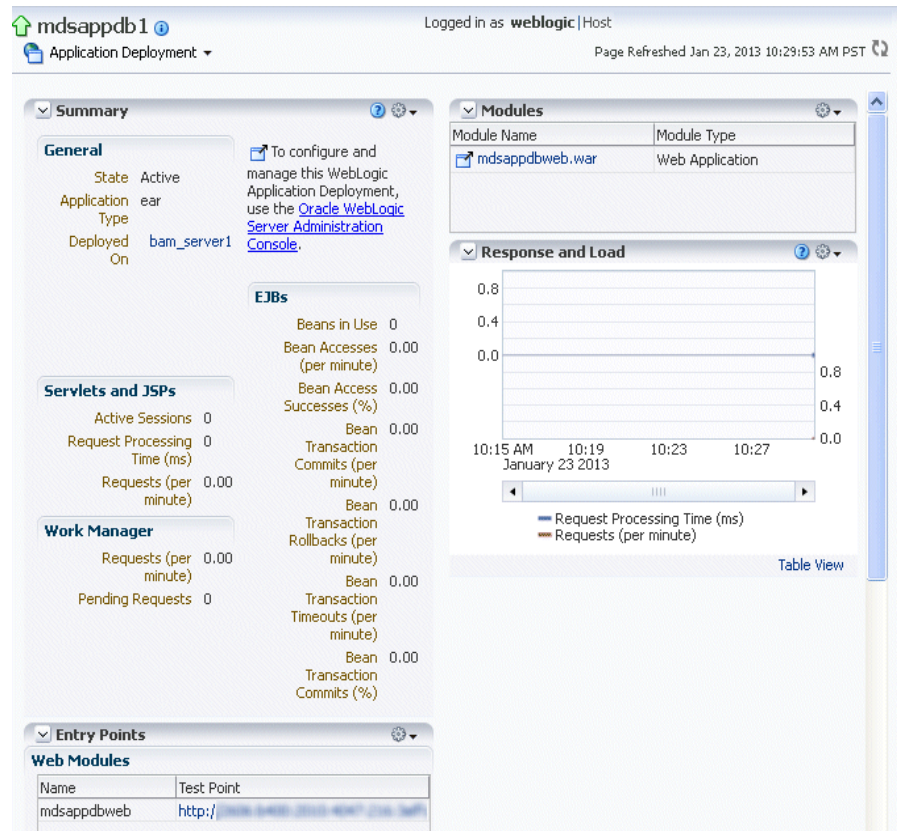 mdsappdb1
Logged in as weblogic|Host
Application Deployment
Page Refreshed Jan 23, 2013 10:29:53 AM PST
Summary
General
State Active
Application Type ear
Deployed On bam_server1
To configure and
manage this WebLogic
Application Deployment,
use the Oracle WebLogic
Server Administration
Console.
EJBs
Beans in Use 0
Bean Accesses (per minute) 0.00
Bean Access Successes (%) 0.00
Bean Transaction Commits (per minute) 0.00
Bean Transaction Rollbacks (per minute) 0.00
Bean Transaction Timeouts (per minute) 0.00
Bean Transaction Commits (%) 0.00
Servlets and JSPs
Active Sessions 0
Request Processing Time (ms) 0
Requests (per minute) 0.00
Work Manager
Requests (per minute) 0.00
Pending Requests 0
Entry Points
Web Modules
Name Test Point
mdsappdbweb http:/
Modules
Module Name Module Type
mdsappdbweb.war Web Application
Response and Load
0.8
0.4
0.0
0.8
0.4
0.0
10:15 AM 10:19 10:23 10:27
January 23 2013
Request Processing Time (ms)
Requests (per minute)
Table View